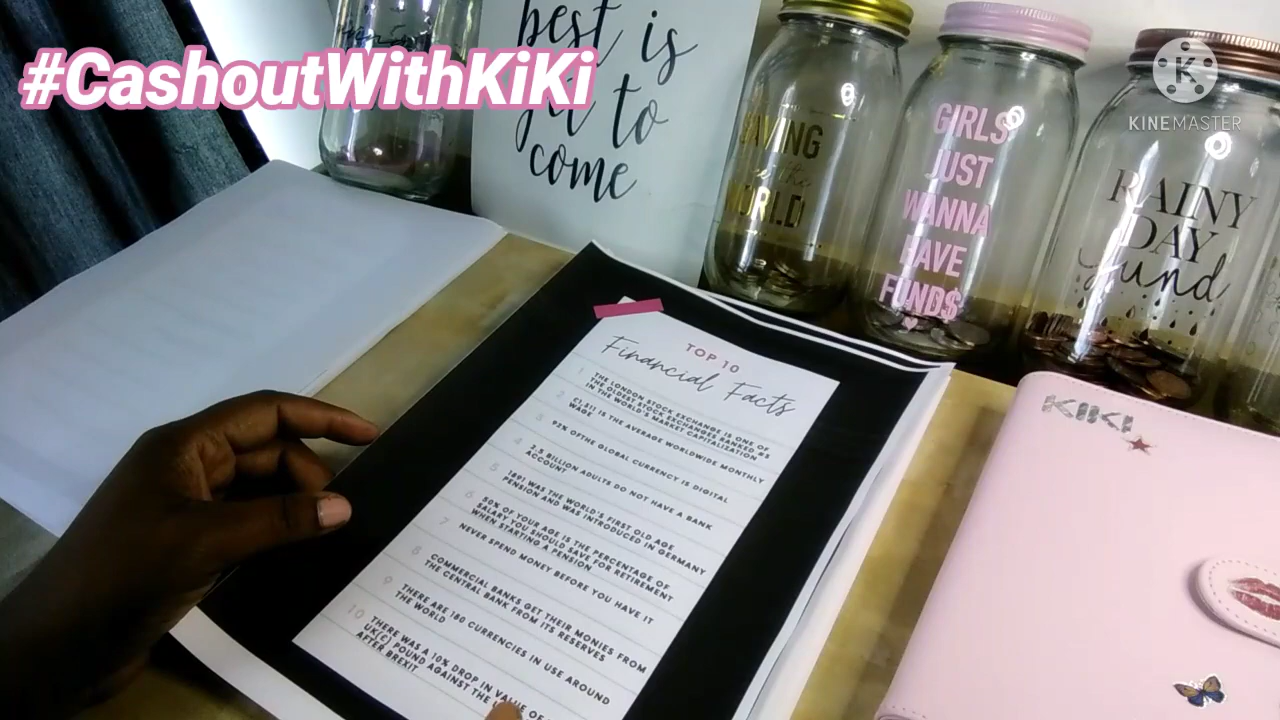 #CashoutWithKiKi
best is
yet to
come
SAVING
the
WORLD
GIRLS
JUST
WANNA
HAVE
FUNDS
RAINY
DAY
fund
K
KINEMASTER
KIKI
TOP 10
Financial Facts
1 THE LONDON STOCK EXCHANGE IS ONE OF
THE OLDEST STOCK EXCHANGES RANKED #3
IN THE WORLD'S MARKET CAPITALIZATION
2 £1,511 IS THE AVERAGE WORLDWIDE MONTHLY
WAGE
3 92% OFTHE GLOBAL CURRENCY IS DIGITAL
4 2.5 BILLION ADULTS DO NOT HAVE A BANK
ACCOUNT
5 1891 WAS THE WORLD'S FIRST OLD AGE
PENSION AND WAS INTRODUCED IN GERMANY
6 50% OF YOUR AGE IS THE PERCENTAGE OF
SALARY YOU SHOULD SAVE FOR RETIREMENT
WHEN STARTING A PENSION
7 NEVER SPEND MONEY BEFORE YOU HAVE IT
8 COMMERCIAL BANKS GET THEIR MONIES FROM
THE CENTRAL BANK FROM ITS RESERVES
9 THERE ARE 180 CURRENCIES IN USE AROUND
THE WORLD
10 THERE WAS A 10% DROP IN VALUE OF
UK(£) POUND AGAINST THE
AFTER BREXIT